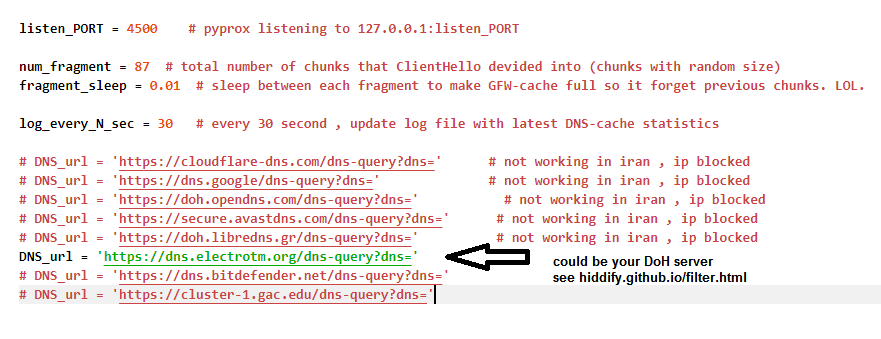 listen_PORT = 4500    # pyprox listening to 127.0.0.1:listen_PORT
num_fragment = 87  # total number of chunks that ClientHello devided into (chunks with random size)
fragment_sleep = 0.01  # sleep between each fragment to make GFW-cache full so it forget previous chunks. LOL.
log_every_N_sec = 30   # every 30 second , update log file with latest DNS-cache statistics
# DNS_url = 'https://cloudflare-dns.com/dns-query?dns='      # not working in iran , ip blocked
# DNS_url = 'https://dns.google/dns-query?dns='              # not working in iran , ip blocked
# DNS_url = 'https://doh.opendns.com/dns-query?dns='           # not working in iran , ip blocked
# DNS_url = 'https://secure.avastdns.com/dns-query?dns='      # not working in iran , ip blocked
# DNS_url = 'https://doh.libredns.gr/dns-query?dns='          # not working in iran , ip blocked
DNS_url = 'https://dns.electrotm.org/dns-query?dns='
could be your DoH server
# DNS_url = 'https://dns.bitdefender.net/dns-query?dns='
see hiddify.github.io/filter.html
# DNS_url = 'https://cluster-1.gac.edu/dns-query?dns='